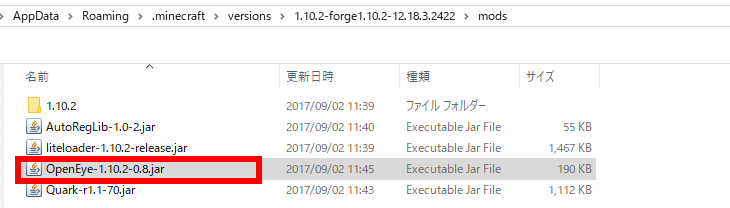 AppData > Roaming > .minecraft > versions > 1.10.2-forge1.10.2-12.18.3.2422 > mods
名前 更新日時 種類 サイズ
1.10.2 2017/09/02 11:39 ファイル フォルダー
AutoRegLib-1.0-2.jar 2017/09/02 11:40 Executable Jar File 55 KB
liteloader-1.10.2-release.jar 2017/09/02 11:39 Executable Jar File 1,467 KB
OpenEye-1.10.2-0.8.jar 2017/09/02 11:45 Executable Jar File 190 KB
Quark-r1.1-70.jar 2017/09/02 11:43 Executable Jar File 1,112 KB